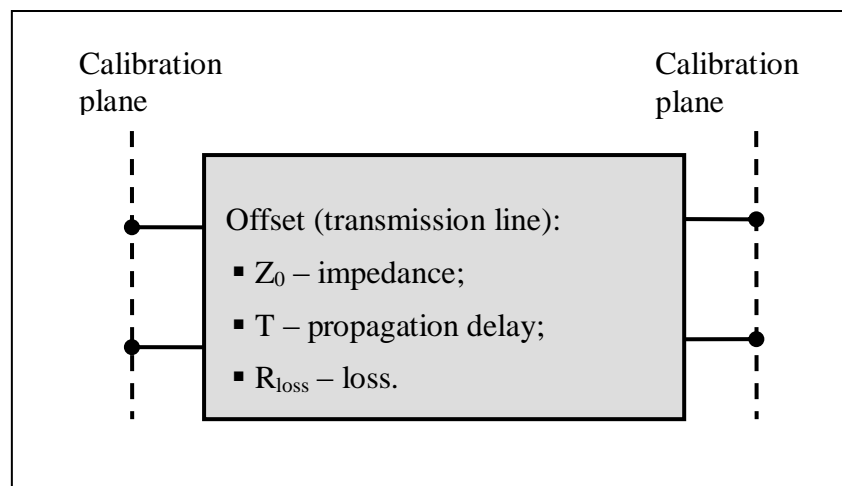 Calibration
plane
Calibration
plane
Offset (transmission line):
▪ Z₀ – impedance;
▪ T – propagation delay;
▪ Rₗₒₛₛ – loss.